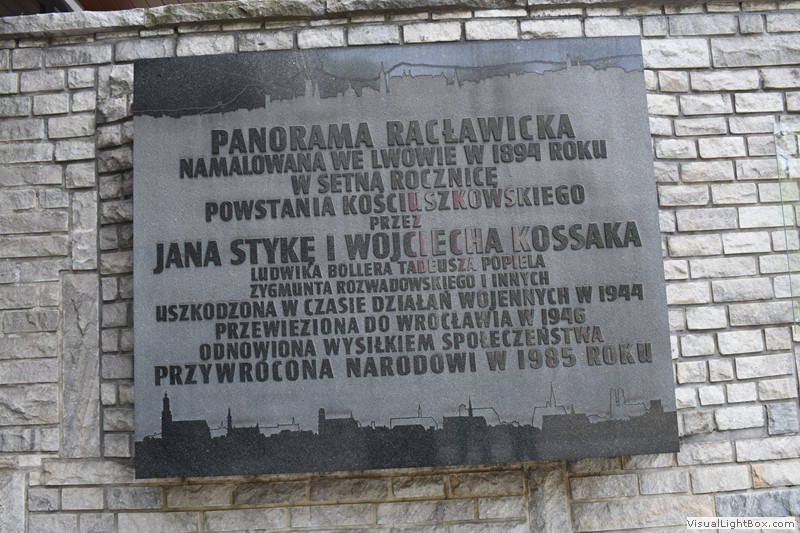 PANORAMA RACŁAWICKA
NAMALOWANA WE LWOWIE W 1894 ROKU
W SETNĄ ROCZNICĘ
POWSTANIA KOŚCIUSZKOWSKIEGO
PRZEZ
JANA STYKĘ I WOJCIECHA KOSSAKA
LUDWIKA BOLLERA TADEUSZA POPIELA
ZYGMUNTA ROZWADOWSKIEGO I INNYCH
USZKODZONA W CZASIE DZIAŁAŃ WOJENNYCH W 1944
PRZEWIEZIONA DO WROCŁAWIA W 1946
ODNOWIONA WYSIŁKIEM SPOŁECZEŃSTWA
PRZYWRÓCONA NARODOWI W 1985 ROKU
VisualLightBox.com